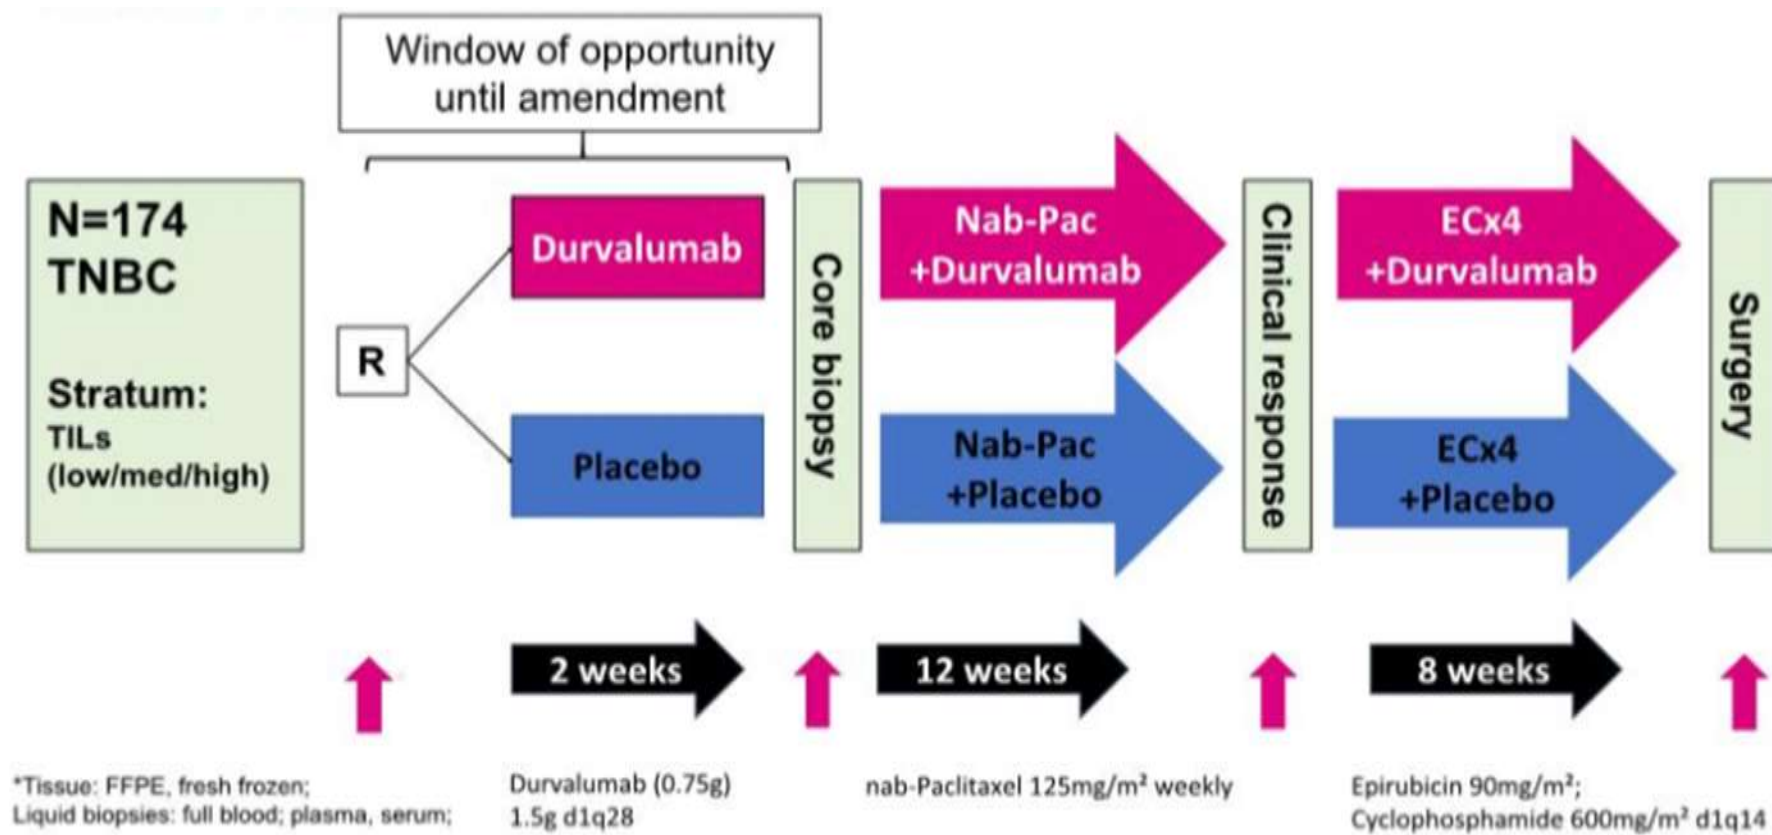 Window of opportunity
until amendment
N=174
TNBC
Stratum:
TILs
(low/med/high)
R
Durvalumab
Placebo
Core biopsy
Nab-Pac
+Durvalumab
Nab-Pac
+Placebo
Clinical response
ECx4
+Durvalumab
ECx4
+Placebo
Surgery
2 weeks
12 weeks
8 weeks
*Tissue: FFPE, fresh frozen;
Liquid biopsies: full blood; plasma, serum;
Durvalumab (0.75g)
1.5g d1q28
nab-Paclitaxel 125mg/m² weekly
Epirubicin 90mg/m²;
Cyclophosphamide 600mg/m² d1q14